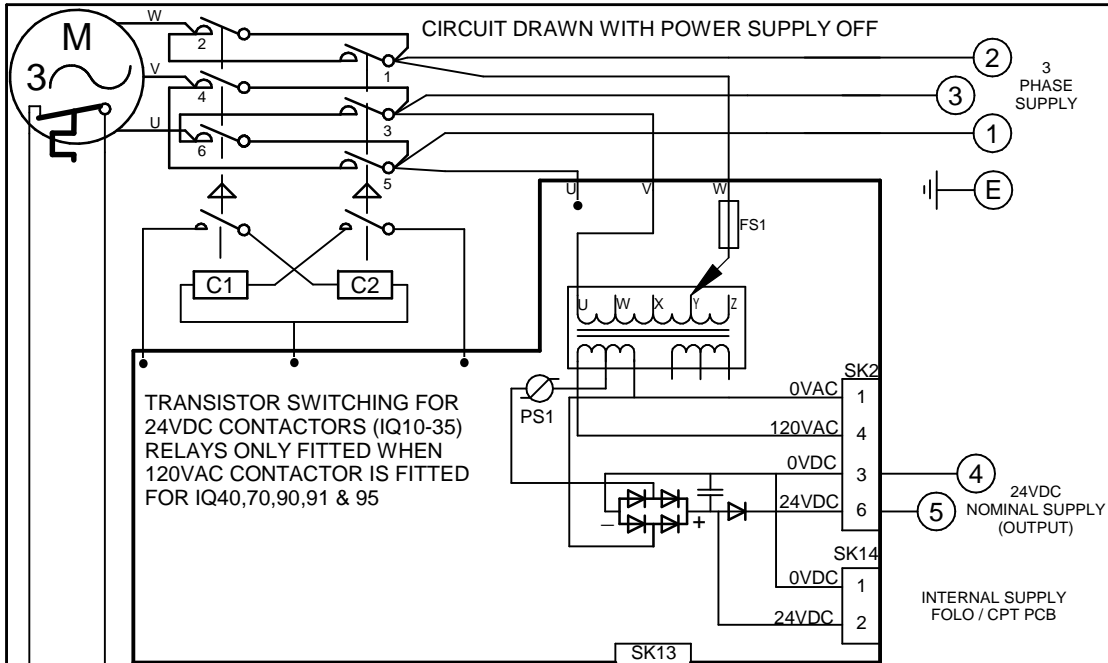 CIRCUIT DRAWN WITH POWER SUPPLY OFF
W
M
3
V
U
2
1
4
3
6
5
2
3
1
E
3
PHASE
SUPPLY
U
V
W
FS1
C1
C2
U
W
X
Y
Z
PS1
TRANSISTOR SWITCHING FOR
24VDC CONTACTORS (IQ10-35)
RELAYS ONLY FITTED WHEN
120VAC CONTACTOR IS FITTED
FOR IQ40,70,90,91 & 95
SK2
0VAC 1
120VAC 4
0VDC 3
24VDC 6
– +
4
5
24VDC
NOMINAL SUPPLY
(OUTPUT)
SK14
0VDC 1
24VDC 2
INTERNAL SUPPLY
FOLO / CPT PCB
SK13